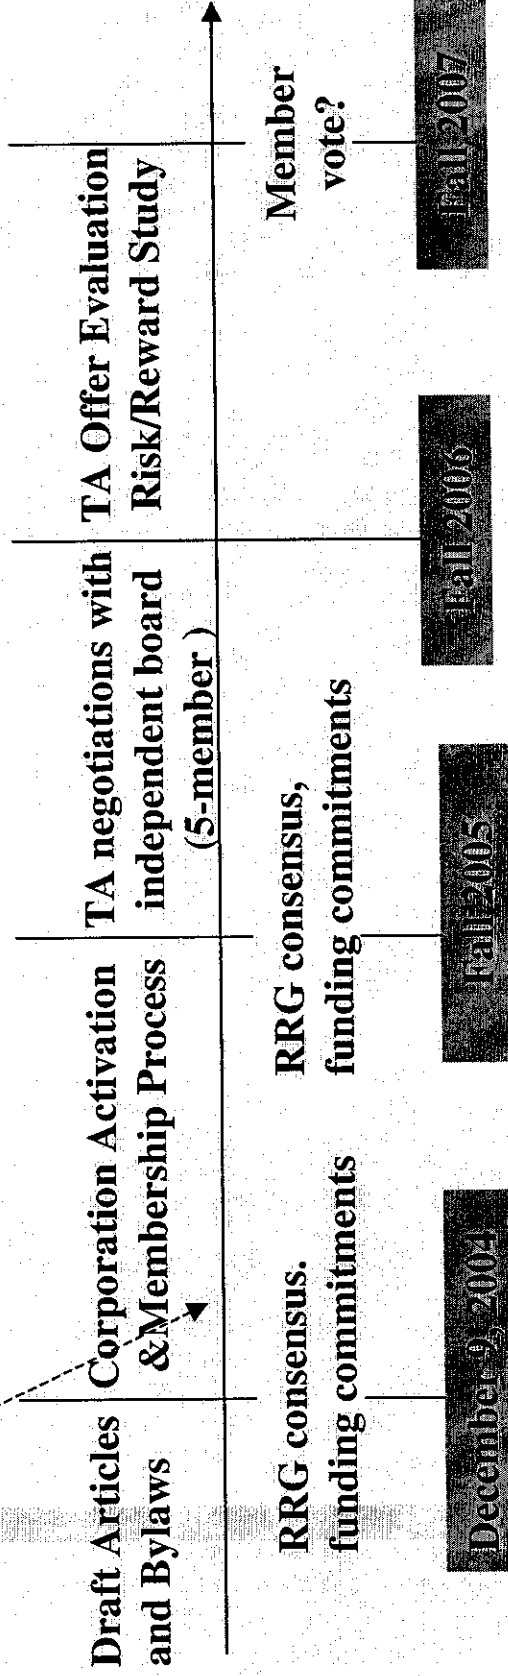 Draft Articles
and Bylaws
Corporation Activation
&Membership Process
TA negotiations with
independent board
(5-member )
TA Offer Evaluation
Risk/Reward Study
RRG consensus.
funding commitments
RRG consensus,
funding commitments
Member
vote?
December 9, 2004
Fall 2005
Fall 2006
Fall 2007